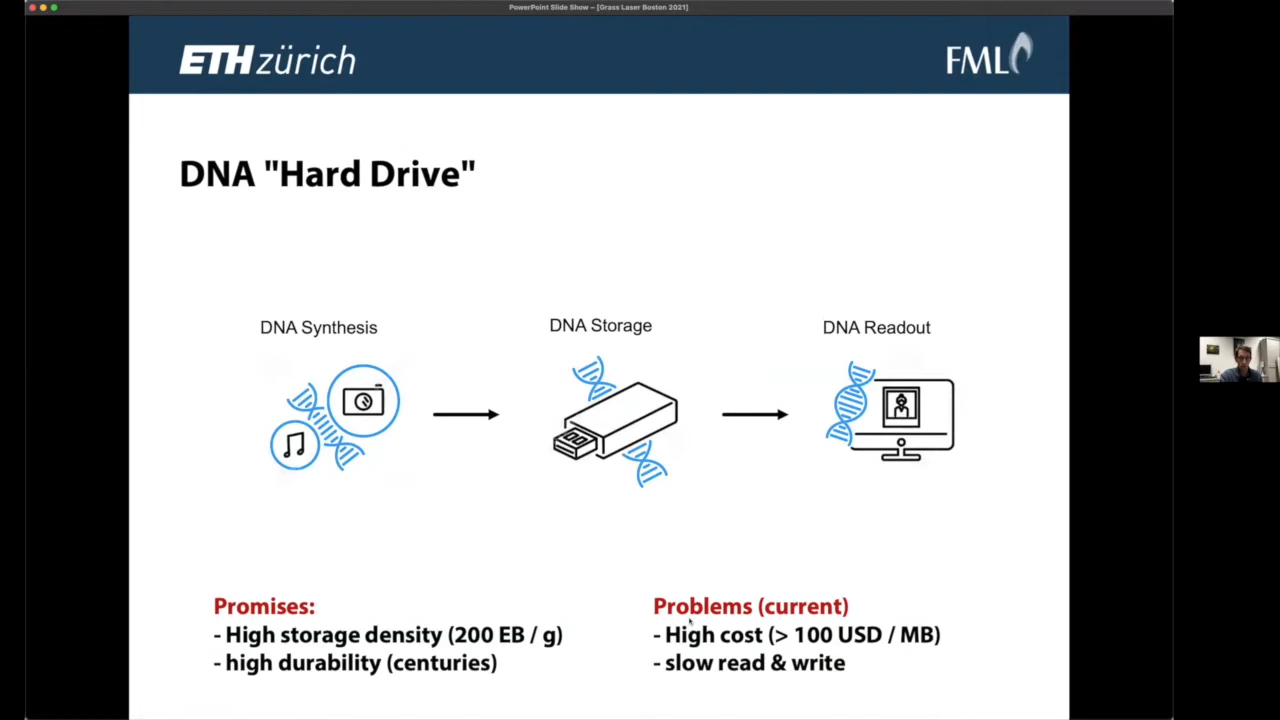 PowerPoint Slide Show – [Grass Laser Boston 2021]
ETH zürich
FML
DNA "Hard Drive"
DNA Synthesis
DNA Storage
DNA Readout
Promises:
- High storage density (200 EB / g)
- high durability (centuries)
Problems (current)
- High cost (> 100 USD / MB)
- slow read & write